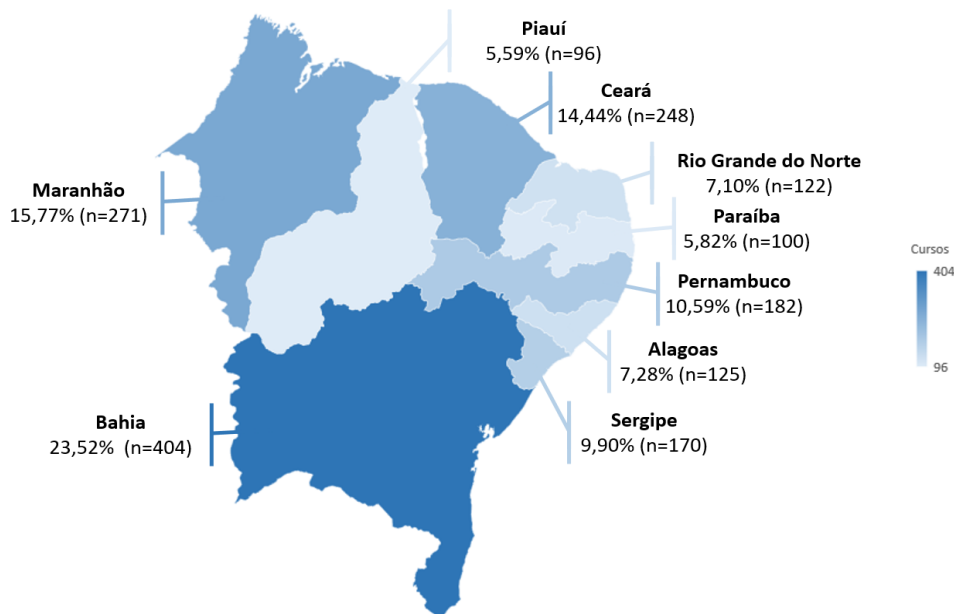 Piauí
5,59% (n=96)
Ceará
14,44% (n=248)
Rio Grande do Norte
7,10% (n=122)
Maranhão
15,77% (n=271)
Paraíba
5,82% (n=100)
Cursos
404
96
Pernambuco
10,59% (n=182)
Alagoas
7,28% (n=125)
Bahia
23,52% (n=404)
Sergipe
9,90% (n=170)